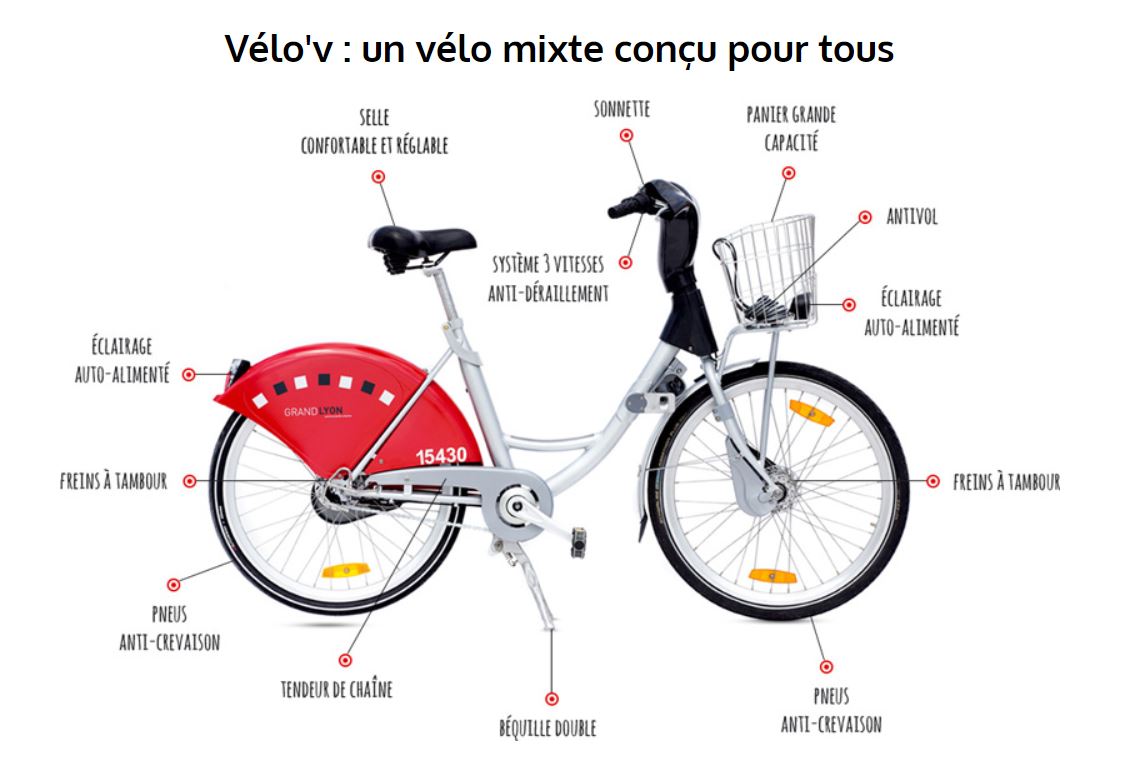 Vélo'v : un vélo mixte conçu pour tous
SELLE
CONFORTABLE ET RÉGLABLE
SONNETTE
PANIER GRANDE
CAPACITÉ
ANTIVOL
SYSTÈME 3 VITESSES
ANTI-DÉRAILLEMENT
ÉCLAIRAGE
AUTO-ALIMENTÉ
ÉCLAIRAGE
AUTO-ALIMENTÉ
GRANDLYON
15430
FREINS À TAMBOUR
FREINS À TAMBOUR
PNEUS
ANTI-CREVAISON
TENDEUR DE CHAÎNE
BÉQUILLE DOUBLE
PNEUS
ANTI-CREVAISON